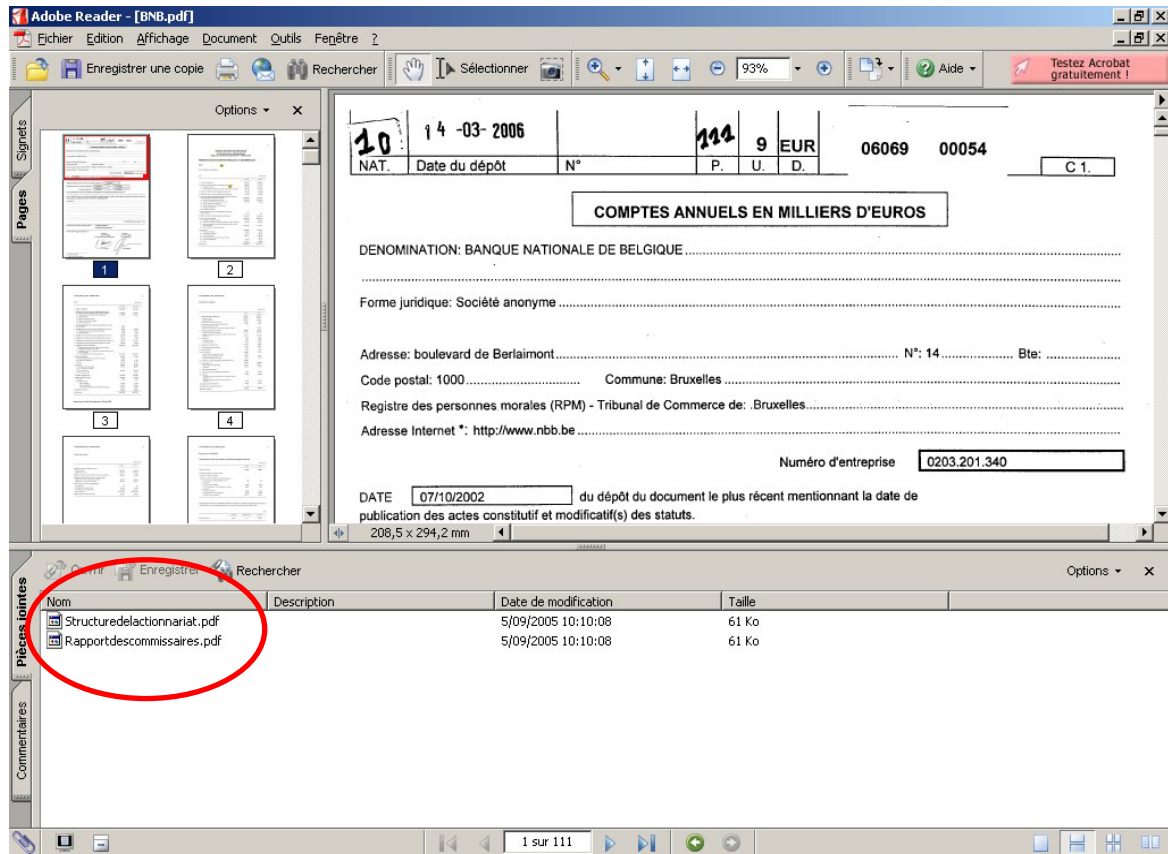 Adobe Reader - [BNB.pdf]
Fichier Edition Affichage Document Outils Fenêtre ?
Enregistrer une copie Rechercher Sélectionner 93% Aide Testez Acrobat gratuitement !
Options x
Signets
Pages
1
2
3
4
10 14 -03- 2006 111 9 EUR 06069 00054
NAT. Date du dépôt N° P. U. D. C 1.
COMPTES ANNUELS EN MILLIERS D'EUROS
DENOMINATION: BANQUE NATIONALE DE BELGIQUE
Forme juridique: Société anonyme
Adresse: boulevard de Berlaimont N°: 14 Bte:
Code postal: 1000 Commune: Bruxelles
Registre des personnes morales (RPM) - Tribunal de Commerce de: .Bruxelles
Adresse Internet *: http://www.nbb.be
Numéro d'entreprise 0203.201.340
DATE 07/10/2002 du dépôt du document le plus récent mentionnant la date de
publication des actes constitutif et modificatif(s) des statuts.
208,5 x 294,2 mm
Ouvrir Enregistrer Rechercher Options x
Pièces jointes
Commentaires
Nom Description Date de modification Taille
Structuredelactionnariat.pdf 5/09/2005 10:10:08 61 Ko
Rapportdescommissaires.pdf 5/09/2005 10:10:08 61 Ko
1 sur 111